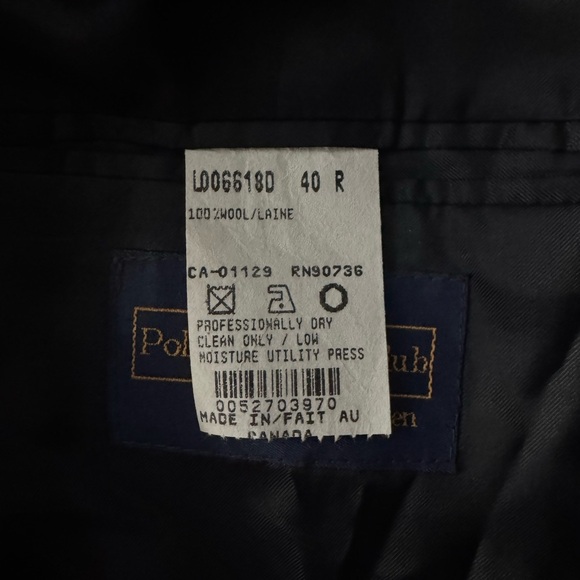 L006618D 40 R
100%WOOL/LAINE
CA-01129 RN90736
PROFESSIONALLY DRY
CLEAN ONLY / LOW
MOISTURE UTILITY PRESS
0052703970
MADE IN/FAIT AU
CANADA